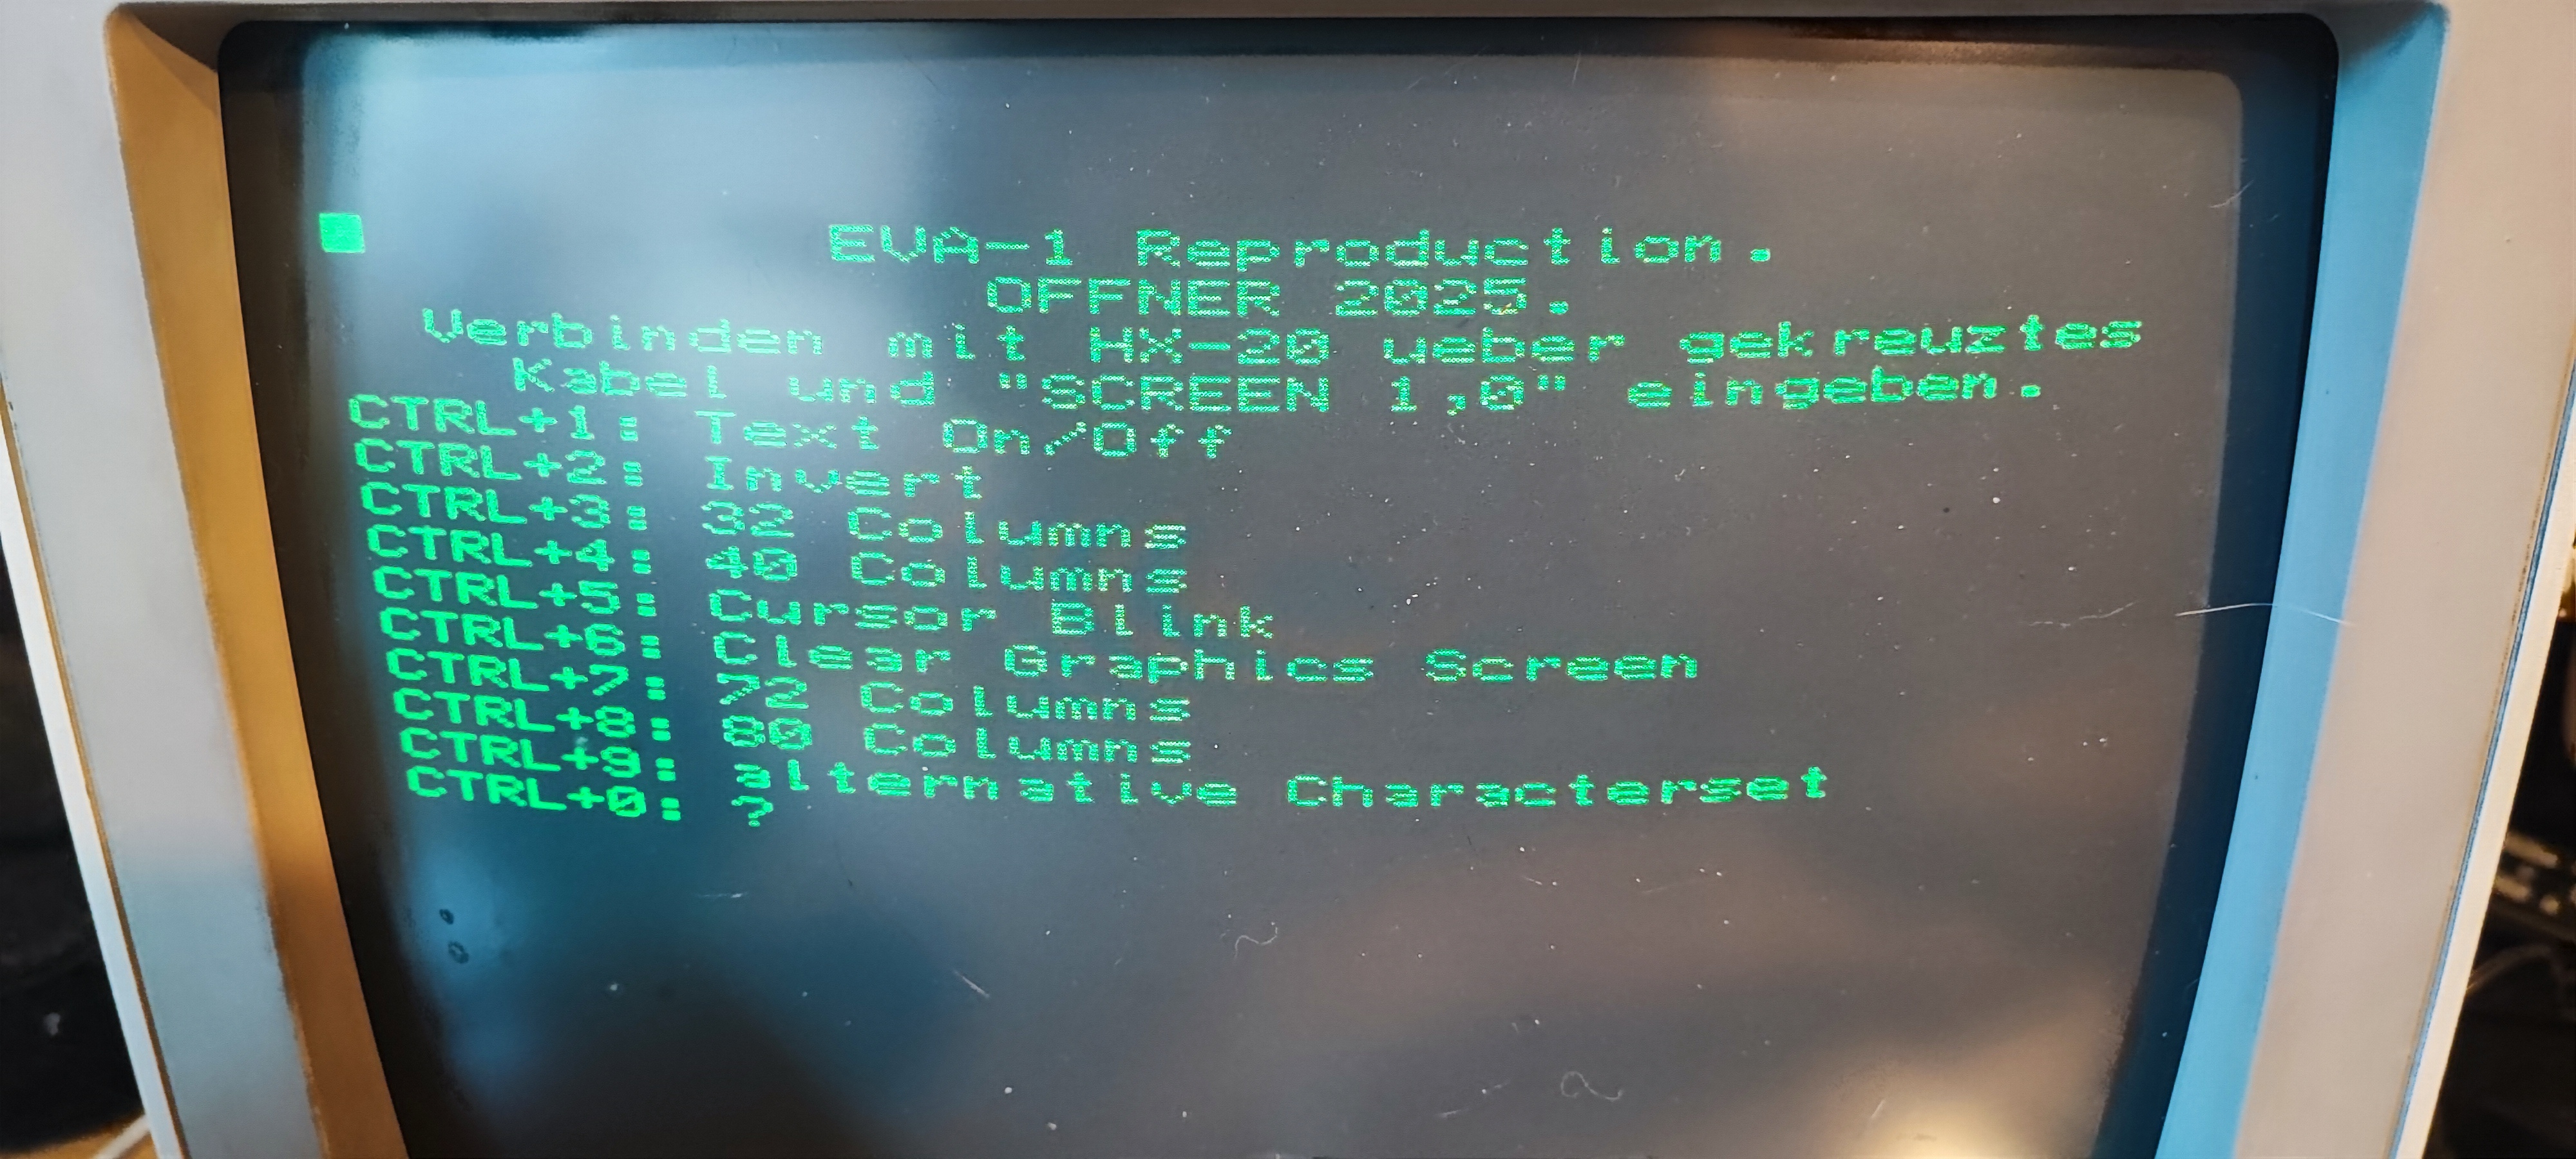 EVA-1 Reproduction.
OFFNER 2025.
Verbinden mit HX-20 ueber gekreuztes
Kabel und "SCREEN 1,0" eingeben.
CTRL+1: Text On/Off
CTRL+2: Invert
CTRL+3: 32 Columns
CTRL+4: 40 Columns
CTRL+5: Cursor Blink
CTRL+6: Clear Graphics Screen
CTRL+7: 72 Columns
CTRL+8: 80 Columns
CTRL+9: alternative Characterset
CTRL+0: ?